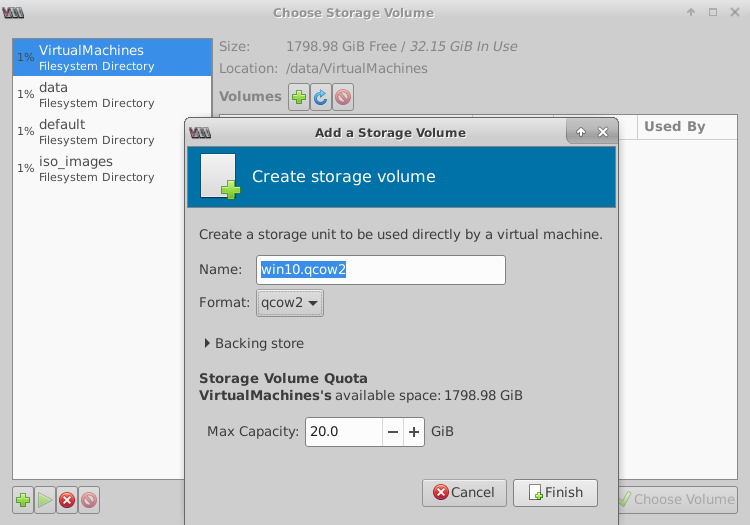 Choose Storage Volume
1% VirtualMachines
Filesystem Directory
1% data
Filesystem Directory
1% default
Filesystem Directory
1% iso_images
Filesystem Directory
Size: 1798.98 GiB Free / 32.15 GiB In Use
Location: /data/VirtualMachines
Volumes
Used By
Add a Storage Volume
Create storage volume
Create a storage unit to be used directly by a virtual machine.
Name: win10.qcow2
Format: qcow2
Backing store
Storage Volume Quota
VirtualMachines's available space: 1798.98 GiB
Max Capacity: 20.0 GiB
Cancel Finish
Choose Volume